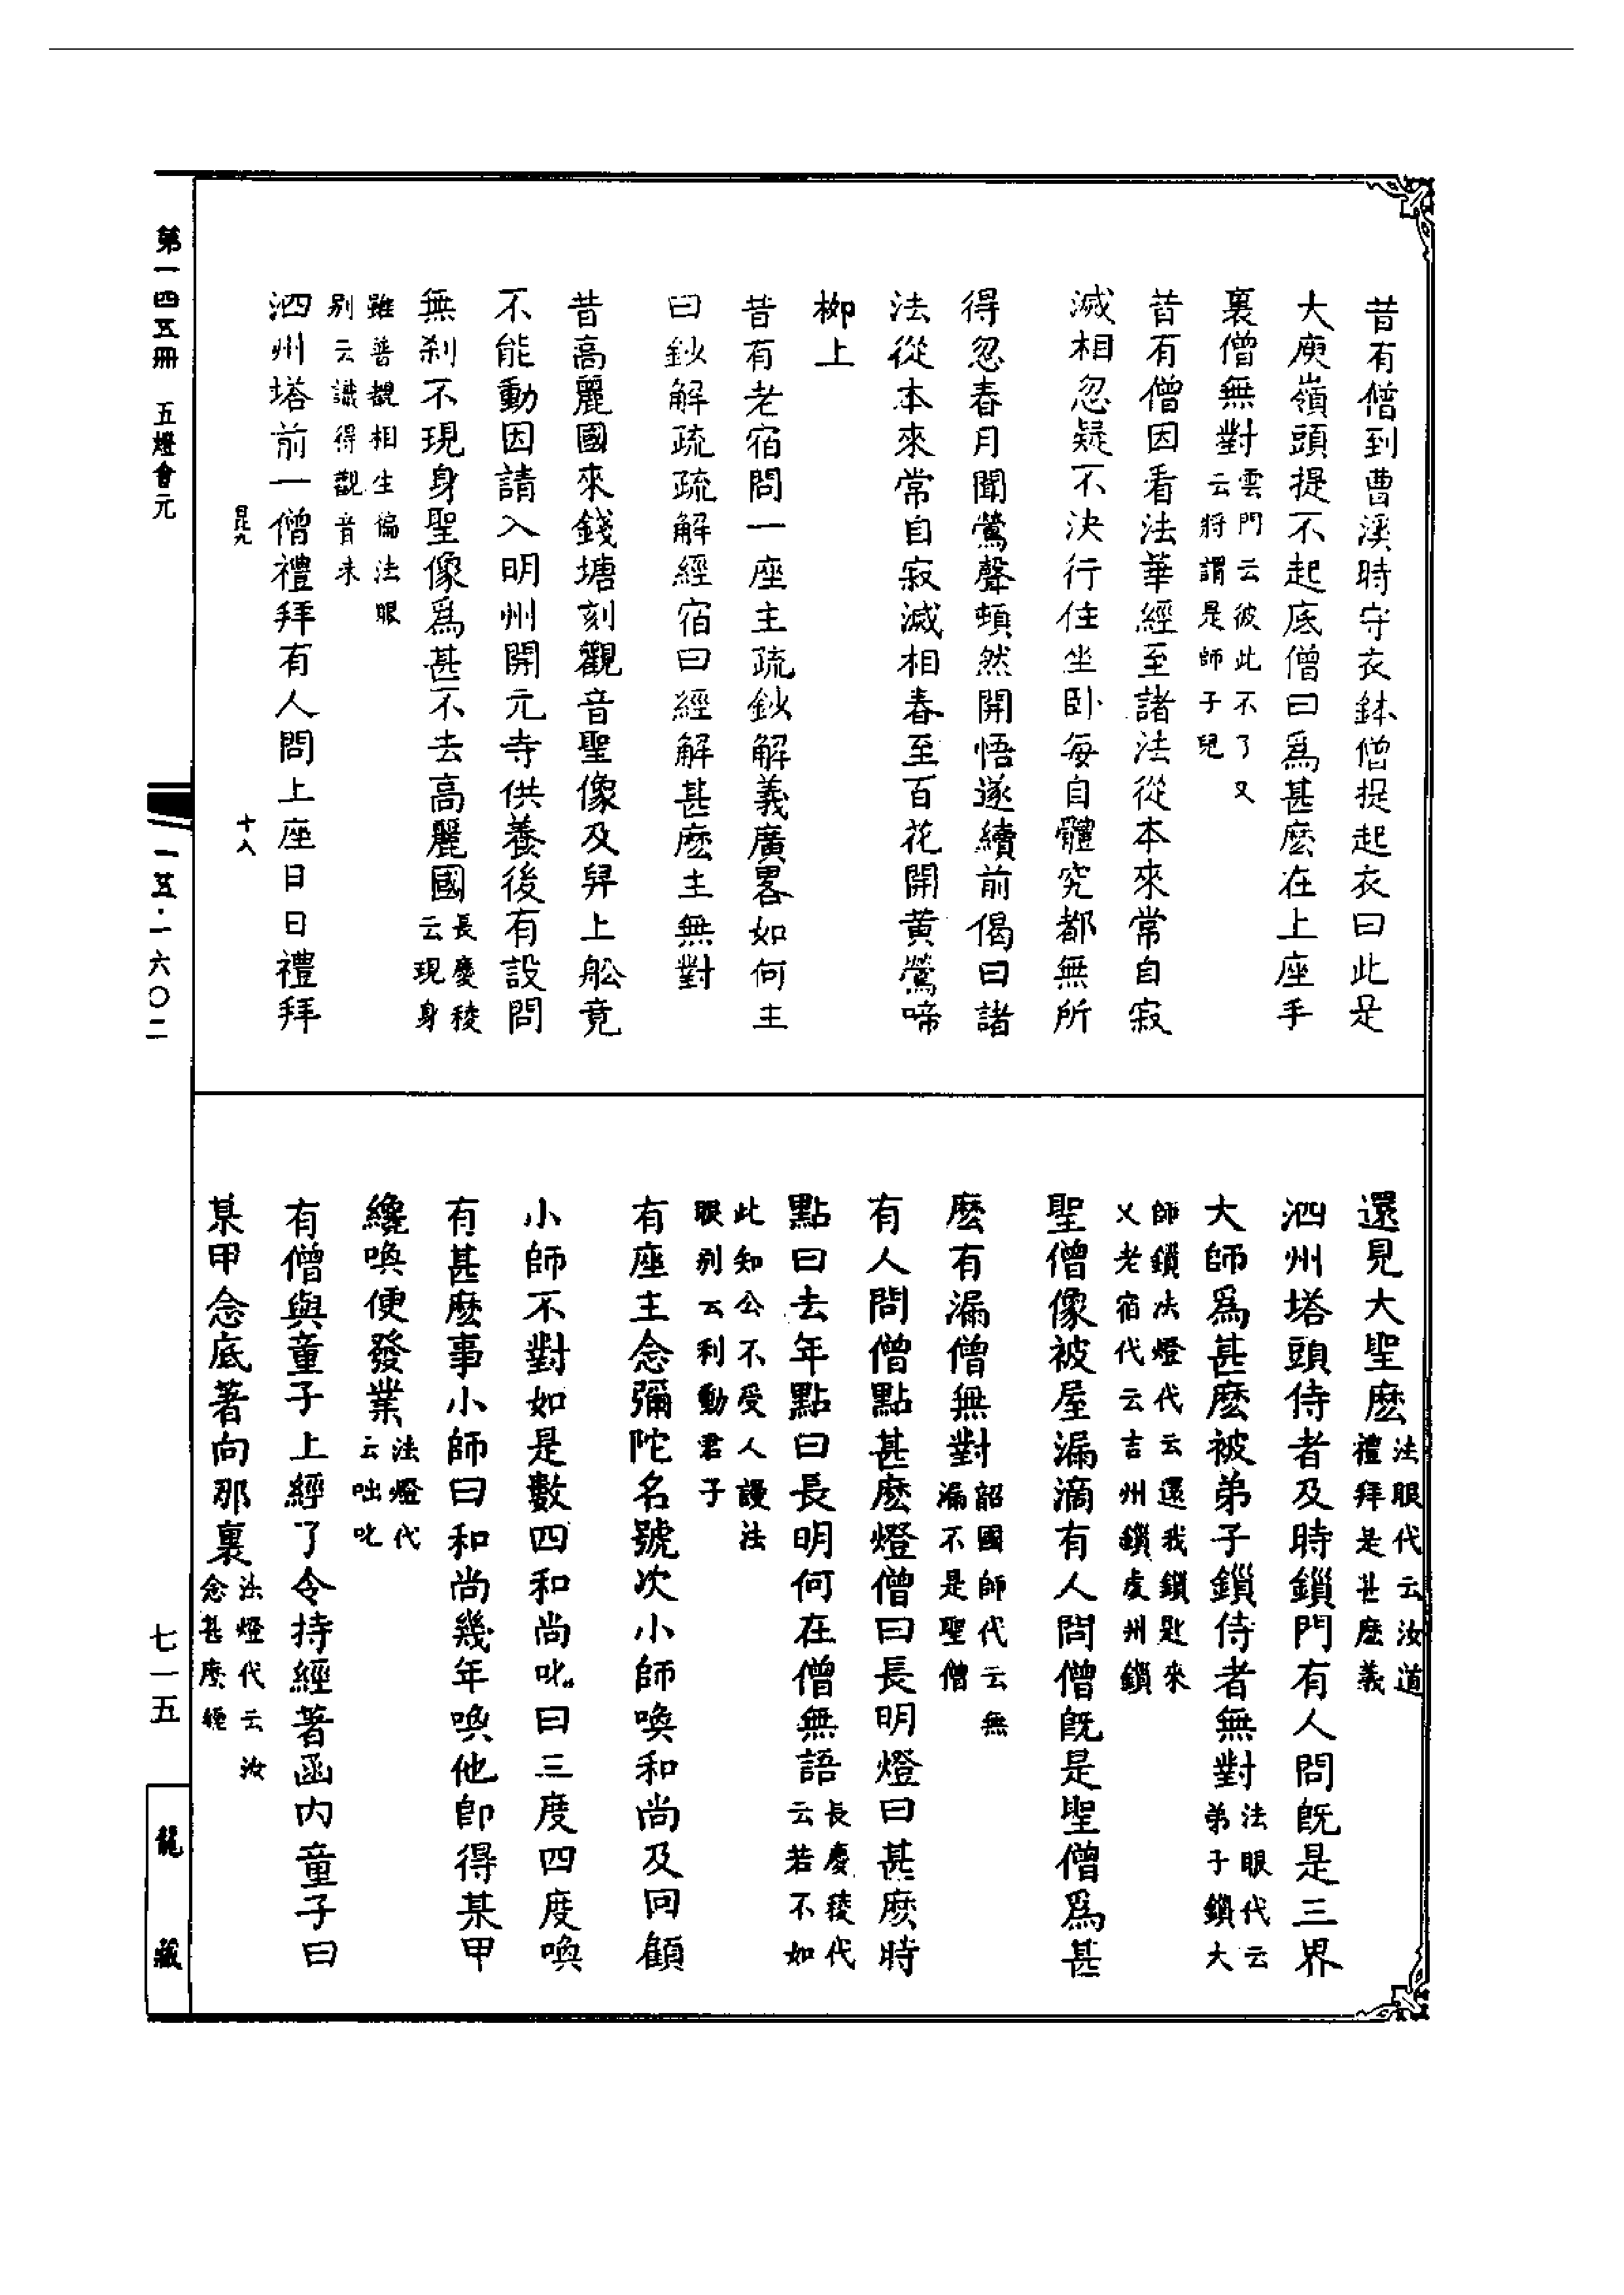 昔有僧到曹溪時守衣鉢僧捉起衣曰此是
大庾嶺頭提不起底僧曰爲甚麽在上座手
裏僧無對雲門云彼此不了又云將謂是師子兒
昔有僧因看法華經至諸法從本來常自寂
滅相忽疑不決行住坐卧每自體究都無所
得忽春月聞鶯聲頓然開悟遂續前偈曰諸
法從本來常自寂滅相春至百花開黄鶯啼
柳上
昔有老宿問一座主疏鈔解義廣畧如何主
曰鈔解疏疏解經宿曰經解甚麽主無對
昔高麗國來錢塘刻觀音聖像及舁上舩竟
不能動因請入明州開元寺供養後有設問
無刹不現身聖像爲甚不去高麗國長慶稜云現身
雖普覩相生徧法眼别云識得觀音未
泗州塔前一僧禮拜有人問上座日日禮拜
昆九 十八
還見大聖麽法眼代云汝道禮拜是甚麽義
泗州塔頭侍者及時鎖門有人問既是三界
大師爲甚麽被弟子鎖侍者無對法眼代云弟子鎖大
師鎖法燈代云還我鎖匙來又老宿代云吉州鎖虔州鎖
聖僧像被屋漏滴有人問僧既是聖僧爲甚
麽有漏僧無對韶國師代云無漏不是聖僧
有人問僧點甚麽燈僧曰長明燈曰甚麽時
點曰去年點曰長明何在僧無語長慶稜代云若不如
此知公不受人謾法眼别云利動君子
有座主念彌陀名號次小師喚和尚及回顧
小師不對如是數四和尚叱曰三度四度喚
有甚麽事小師曰和尚幾年喚他即得某甲
纔喚便發業法燈代云咄叱
有僧與童子上經了令持經著函内童子曰
某甲念底著向那裏法燈代云汝念甚麽經
第一四五冊 五燈會元
一五·一六〇二
七一五
龍藏